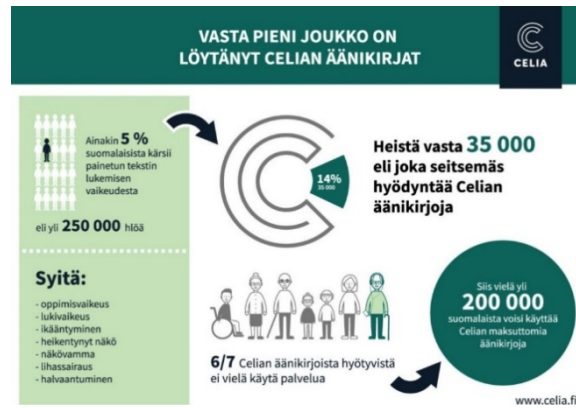 VASTA PIENI JOUKKO ON
LÖYTÄNYT CELIAN ÄÄNIKIRJAT
CELIA
Ainakin 5 %
suomalaisista kärsii
painetun tekstin
lukemisen
vaikeudesta
eli yli 250 000 hlöä
14%
35 000
Heistä vasta 35 000
eli joka seitsemäs
hyödyntää Celian
äänikirjoja
Syitä:
- oppimisvaikeus
- lukivaikeus
- ikääntyminen
- heikentynyt näkö
- näkövamma
- lihassairaus
- halvaantuminen
6/7 Celian äänikirjoista hyötyvistä
ei vielä käytä palvelua
Siis vielä yli
200 000
suomalaista voisi käyttää
Celian maksuttomia
äänikirjoja
www.celia.fi